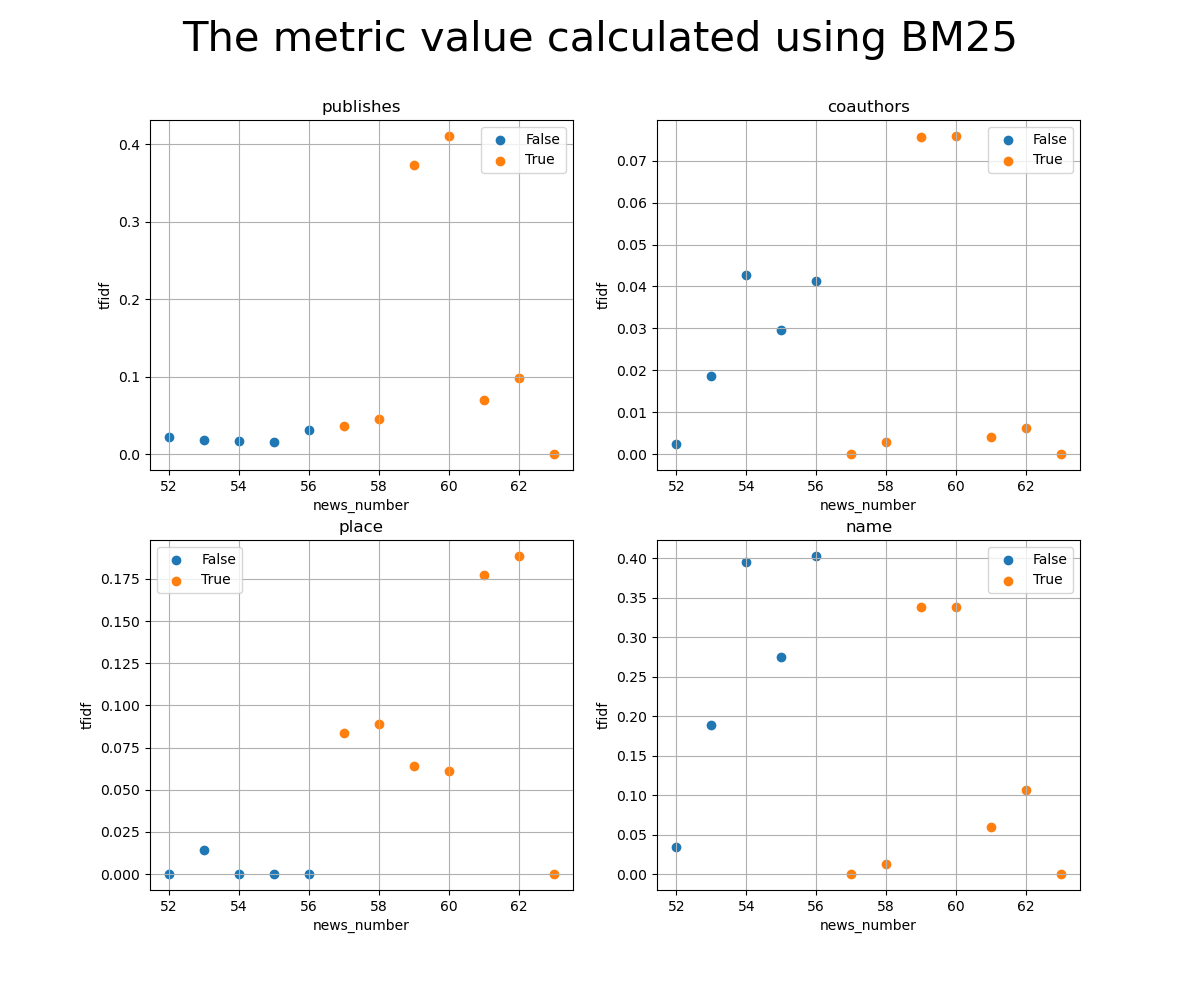 The metric value calculated using BM25
publishes
False
True
0.4
0.3
0.2
0.1
0.0
tfidf
52 54 56 58 60 62
news_number
coauthors
False
True
0.07
0.06
0.05
0.04
0.03
0.02
0.01
0.00
tfidf
52 54 56 58 60 62
news_number
place
False
True
0.175
0.150
0.125
0.100
0.075
0.050
0.025
0.000
tfidf
52 54 56 58 60 62
news_number
name
False
True
0.40
0.35
0.30
0.25
0.20
0.15
0.10
0.05
0.00
tfidf
52 54 56 58 60 62
news_number